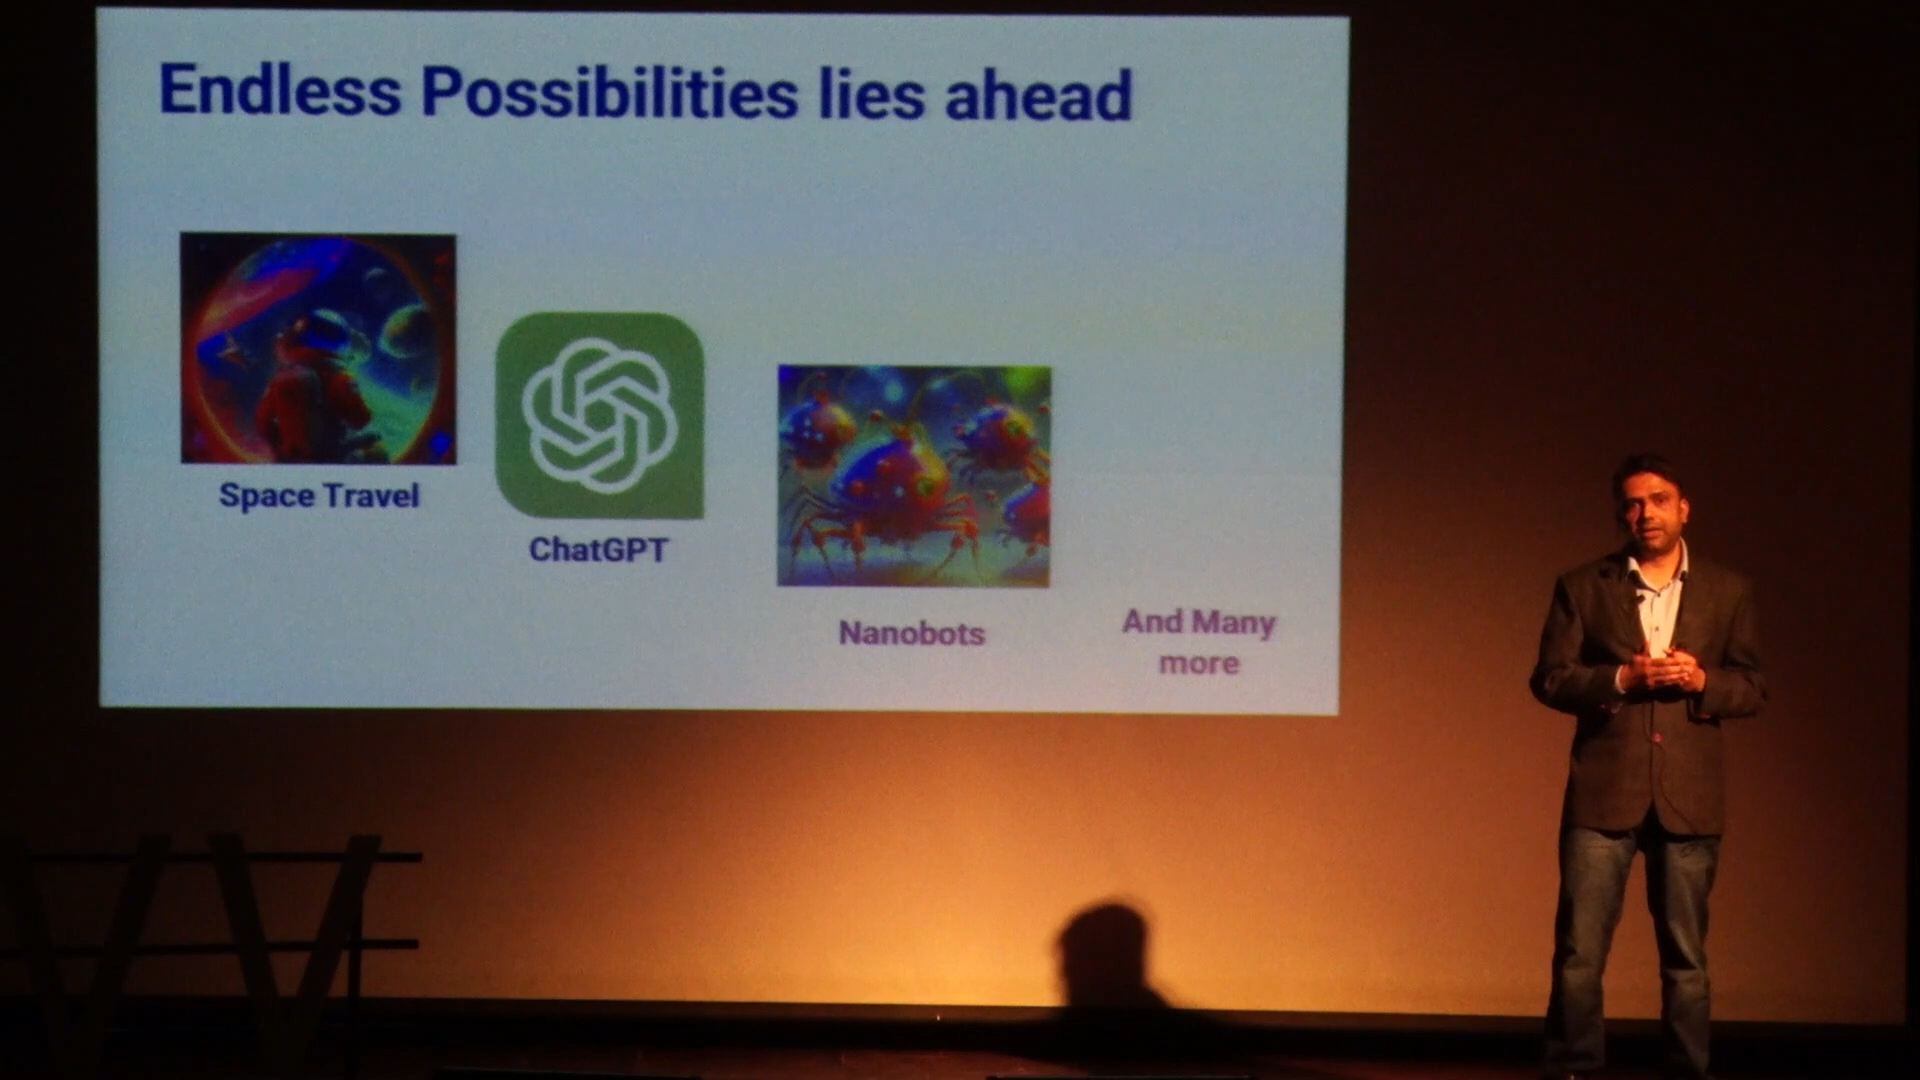 Endless Possibilities lies ahead
Space Travel
ChatGPT
Nanobots
And Many
more